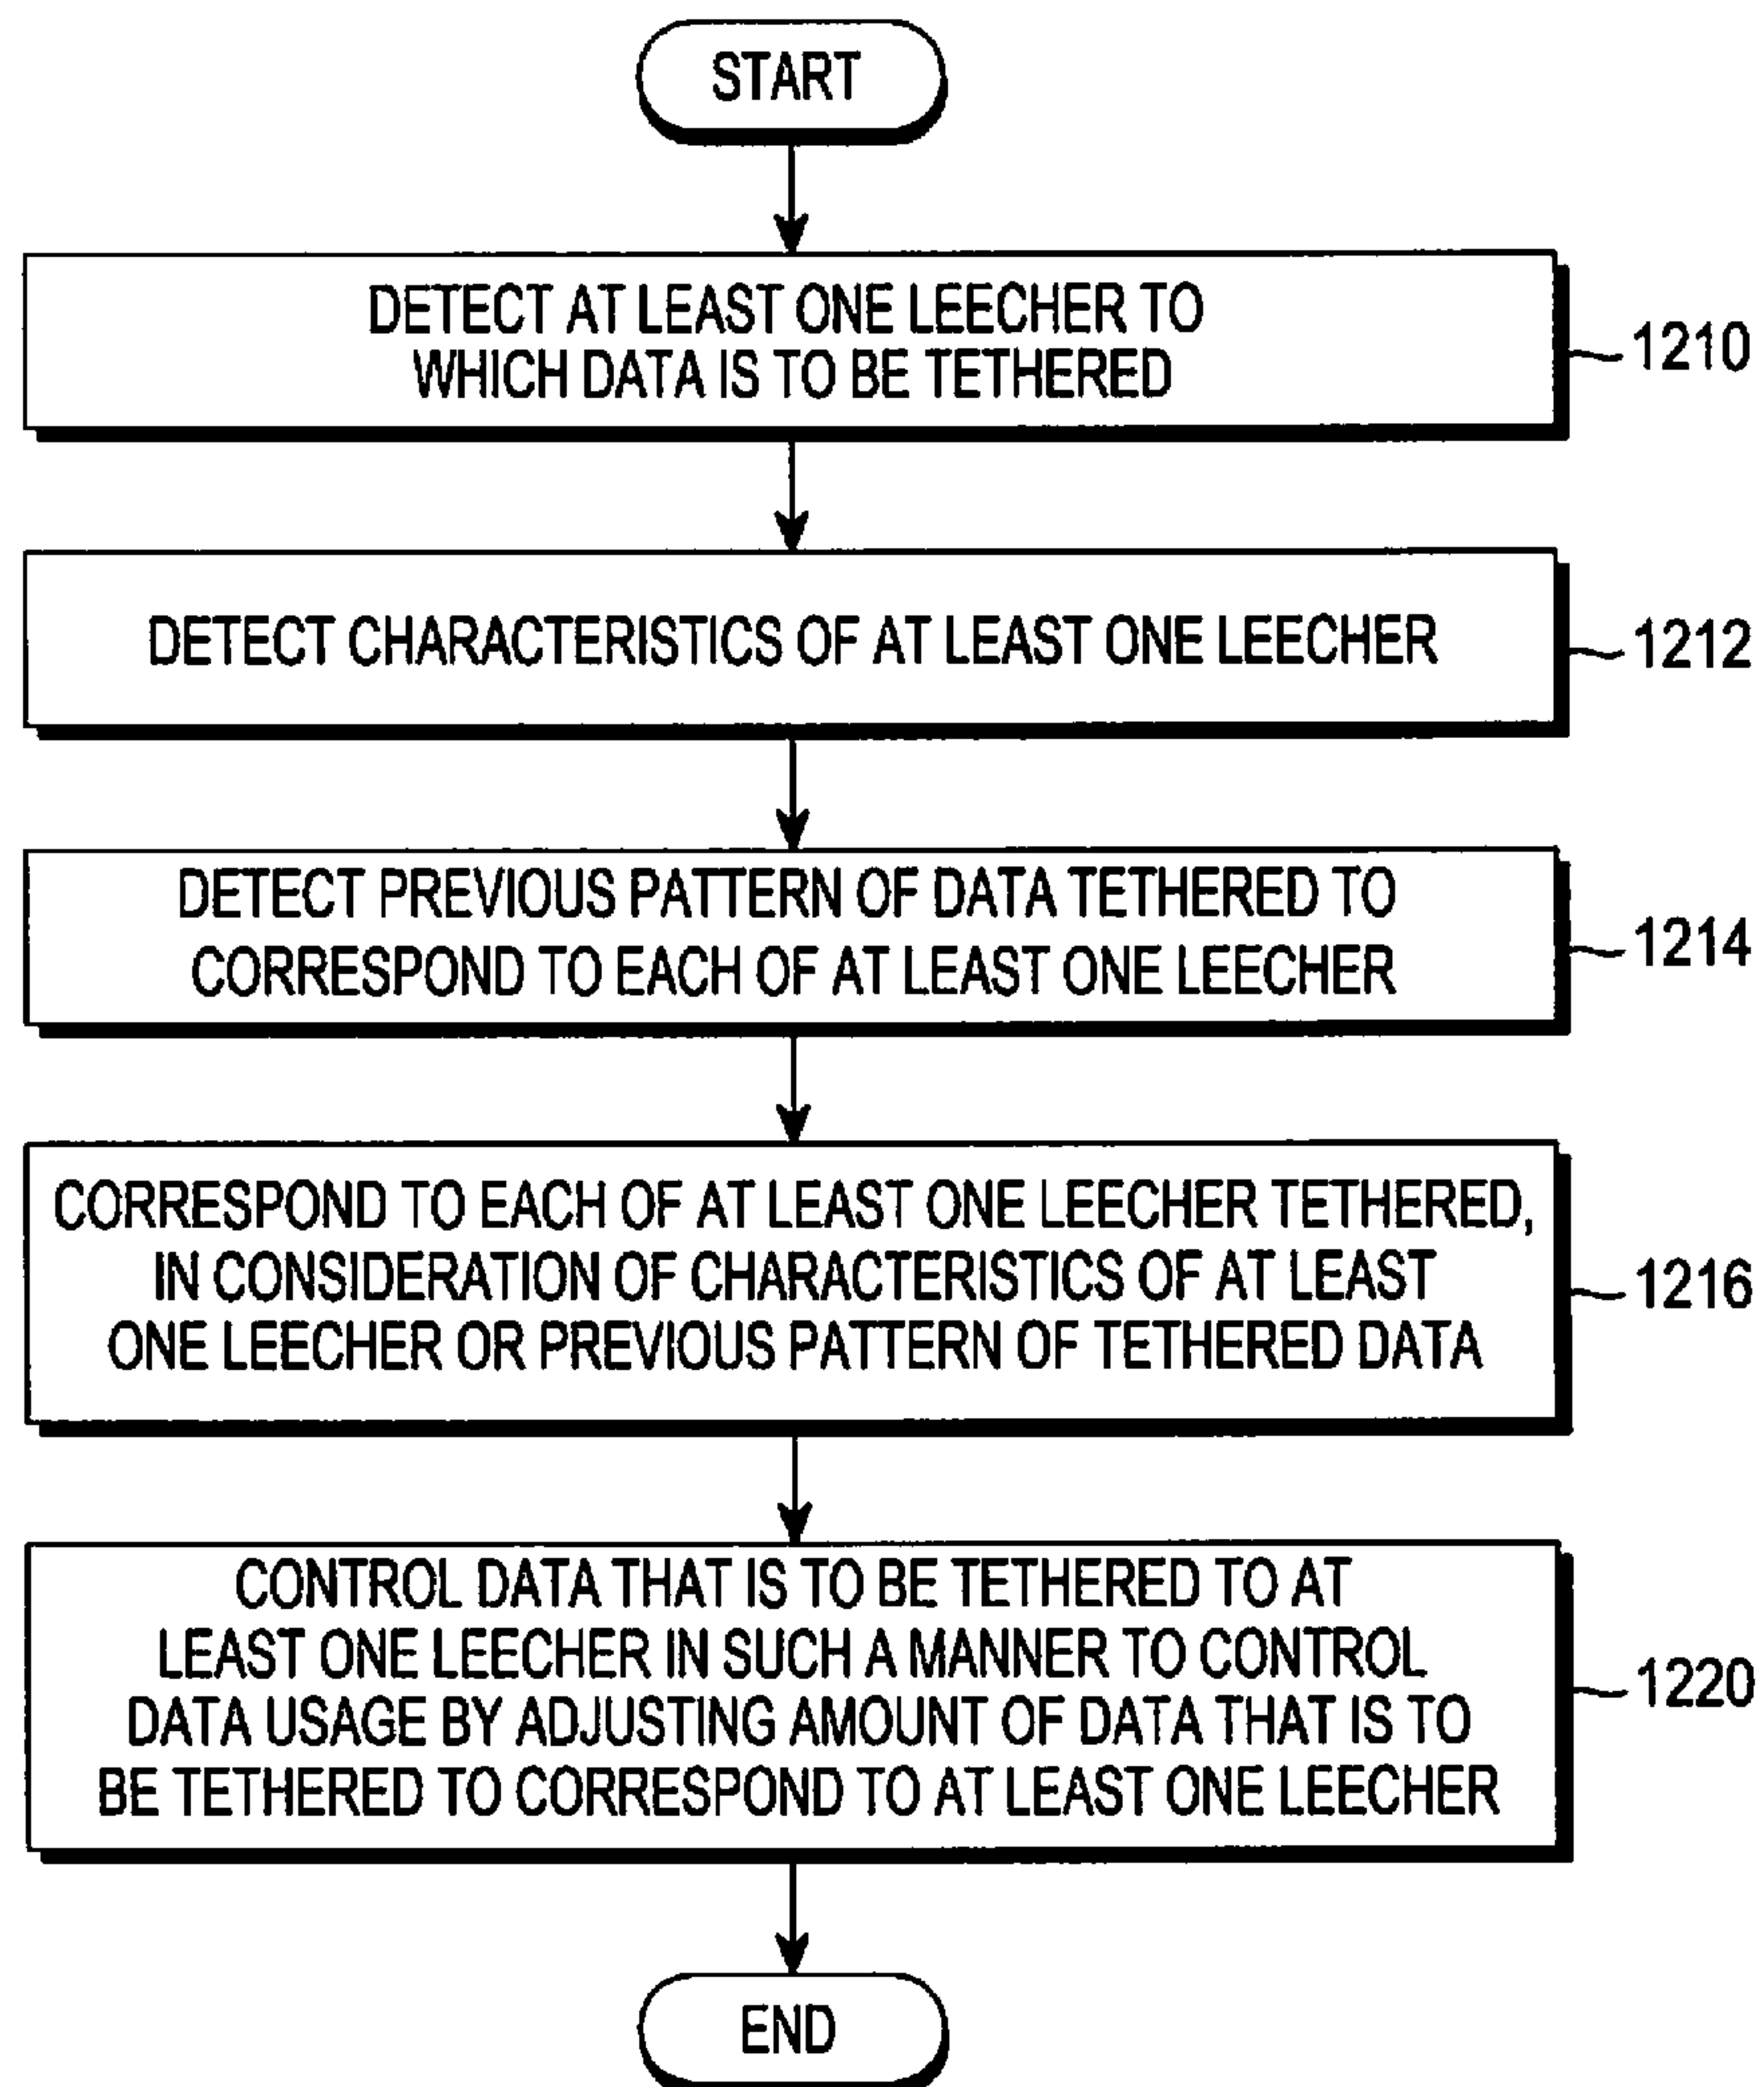 START
DETECT AT LEAST ONE LEECHER TO
WHICH DATA IS TO BE TETHERED
1210
DETECT CHARACTERISTICS OF AT LEAST ONE LEECHER
1212
DETECT PREVIOUS PATTERN OF DATA TETHERED TO
CORRESPOND TO EACH OF AT LEAST ONE LEECHER
1214
CORRESPOND TO EACH OF AT LEAST ONE LEECHER TETHERED,
IN CONSIDERATION OF CHARACTERISTICS OF AT LEAST
ONE LEECHER OR PREVIOUS PATTERN OF TETHERED DATA
1216
CONTROL DATA THAT IS TO BE TETHERED TO AT
LEAST ONE LEECHER IN SUCH A MANNER TO CONTROL
DATA USAGE BY ADJUSTING AMOUNT OF DATA THAT IS TO
BE TETHERED TO CORRESPOND TO AT LEAST ONE LEECHER
1220
END